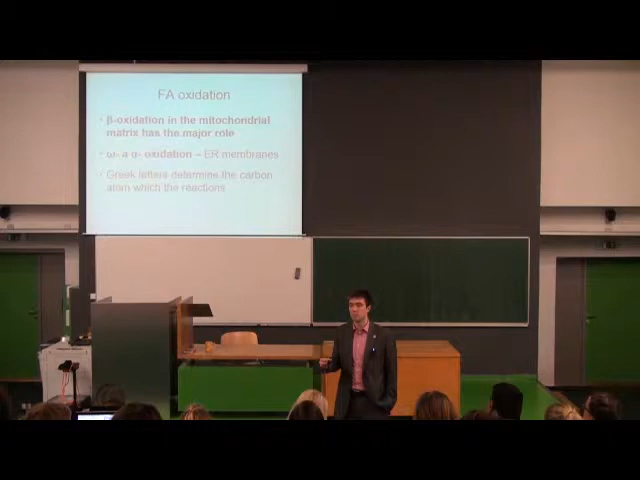 FA oxidation
• β-oxidation in the mitochondrial
matrix has the major role
• ω- a α- oxidation – ER membranes
• Greek letters determine the carbon
atom which the reactions